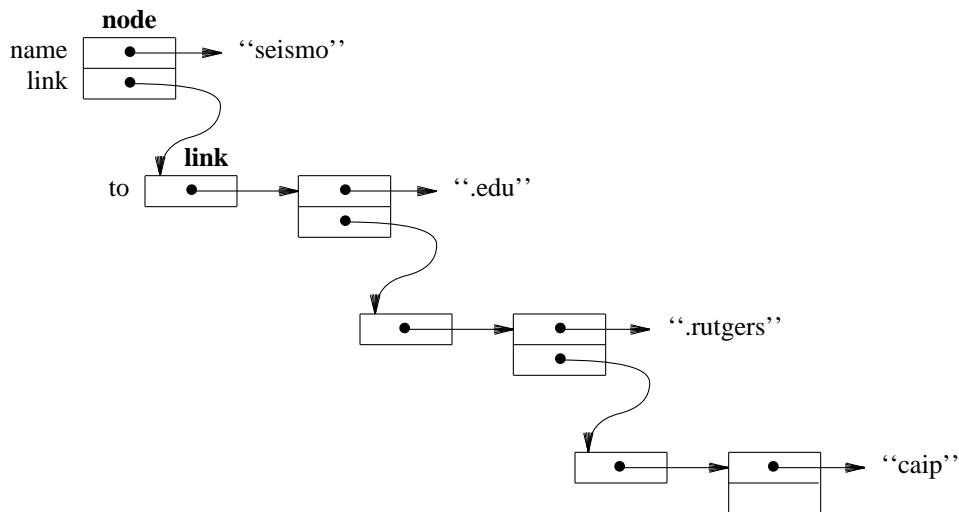 node
name ‘‘seismo’’
link
link
to ‘‘.edu’’
‘‘.rutgers’’
‘‘caip’’